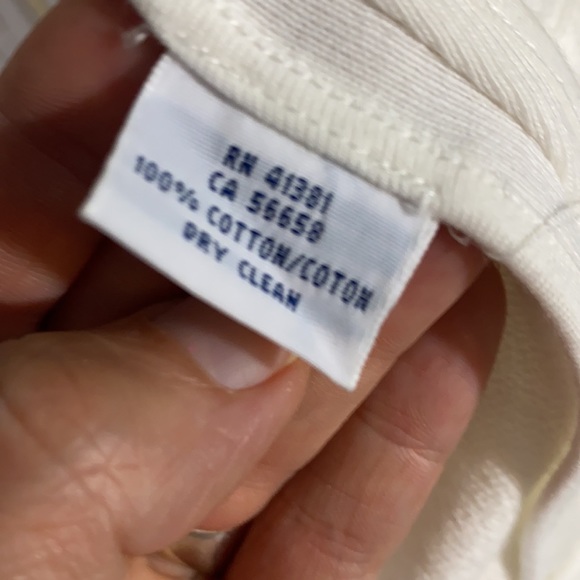 RN 41381
CA 56658
100% COTTON/COTON
DRY CLEAN